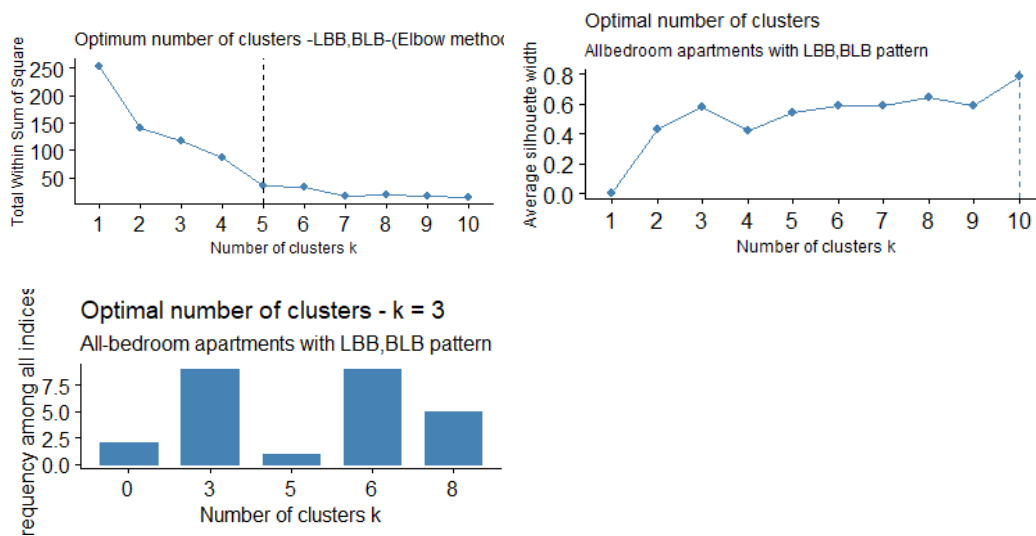 Optimum number of clusters -LBB,BLB-(Elbow metho
Total Within Sum of Square
250
200
150
100
50
1 2 3 4 5 6 7 8 9 10
Number of clusters k
Optimal number of clusters
Allbedroom apartments with LBB,BLB pattern
Average silhouette width
0.8
0.6
0.4
0.2
0.0
1 2 3 4 5 6 7 8 9 10
Number of clusters k
Optimal number of clusters - k = 3
All-bedroom apartments with LBB,BLB pattern
requency among all indices
7.5
5.0
2.5
0.0
0 3 5 6 8
Number of clusters k